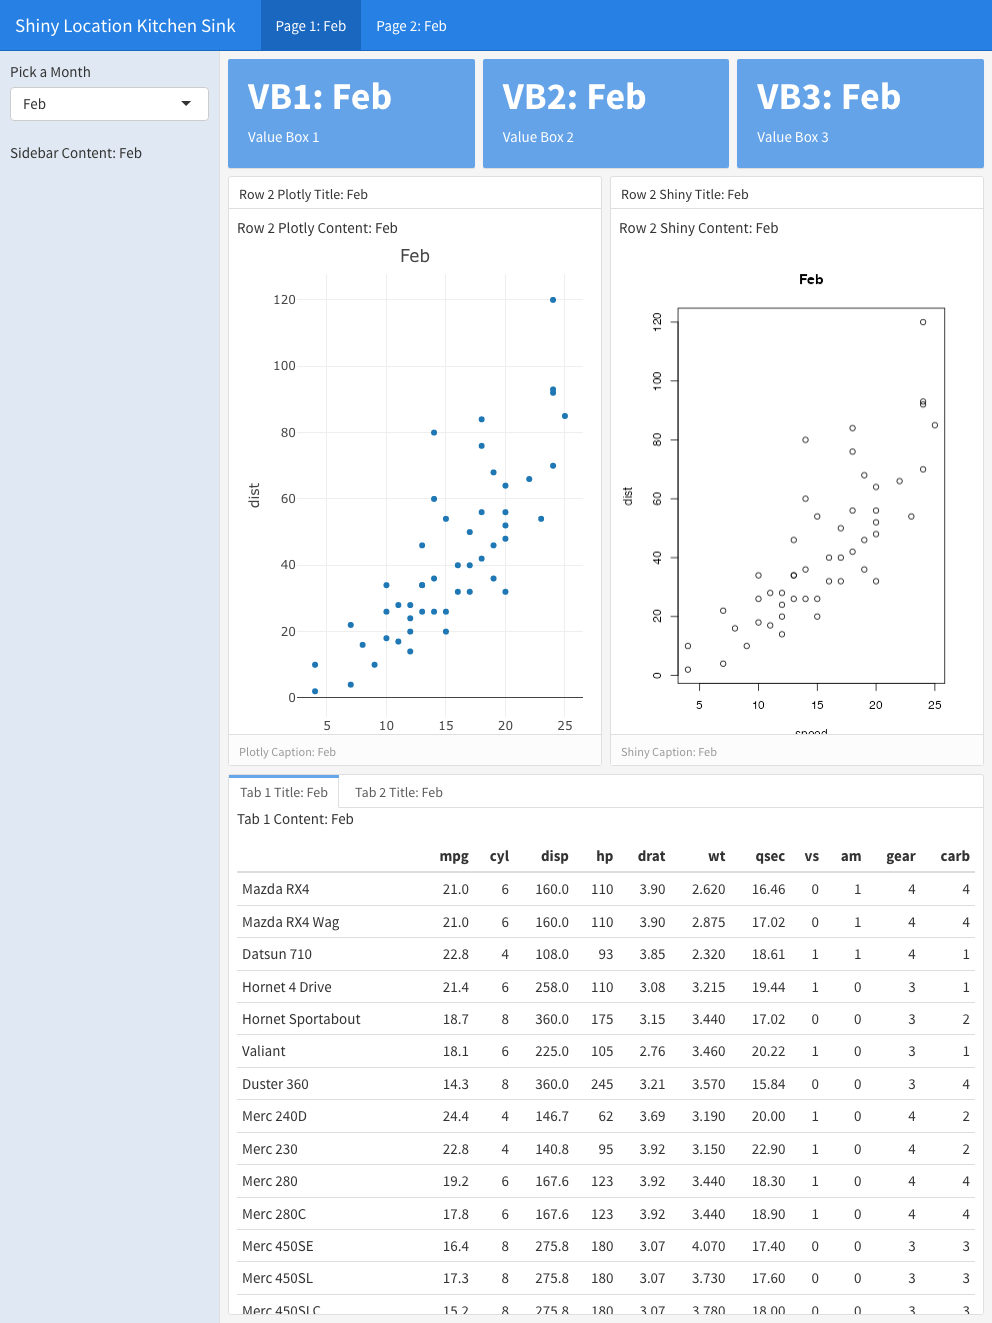 Shiny Location Kitchen Sink
Page 1: Feb
Page 2: Feb
Pick a Month
Feb
Sidebar Content: Feb
VB1: Feb
Value Box 1
VB2: Feb
Value Box 2
VB3: Feb
Value Box 3
Row 2 Plotly Title: Feb
Row 2 Plotly Content: Feb
Feb
120
100
80
60
40
20
0
dist
5 10 15 20 25
Plotly Caption: Feb
Row 2 Shiny Title: Feb
Row 2 Shiny Content: Feb
Feb
120
100
80
60
40
20
0
dist
5 10 15 20 25
speed
Shiny Caption: Feb
Tab 1 Title: Feb
Tab 2 Title: Feb
Tab 1 Content: Feb
mpg cyl disp hp drat wt qsec vs am gear carb
Mazda RX4 21.0 6 160.0 110 3.90 2.620 16.46 0 1 4 4
Mazda RX4 Wag 21.0 6 160.0 110 3.90 2.875 17.02 0 1 4 4
Datsun 710 22.8 4 108.0 93 3.85 2.320 18.61 1 1 4 1
Hornet 4 Drive 21.4 6 258.0 110 3.08 3.215 19.44 1 0 3 1
Hornet Sportabout 18.7 8 360.0 175 3.15 3.440 17.02 0 0 3 2
Valiant 18.1 6 225.0 105 2.76 3.460 20.22 1 0 3 1
Duster 360 14.3 8 360.0 245 3.21 3.570 15.84 0 0 3 4
Merc 240D 24.4 4 146.7 62 3.69 3.190 20.00 1 0 4 2
Merc 230 22.8 4 140.8 95 3.92 3.150 22.90 1 0 4 2
Merc 280 19.2 6 167.6 123 3.92 3.440 18.30 1 0 4 4
Merc 280C 17.8 6 167.6 123 3.92 3.440 18.90 1 0 4 4
Merc 450SE 16.4 8 275.8 180 3.07 4.070 17.40 0 0 3 3
Merc 450SL 17.3 8 275.8 180 3.07 3.730 17.60 0 0 3 3
Merc 450SLC 15.2 8 275.8 180 3.07 3.780 18.00 0 0 3 3